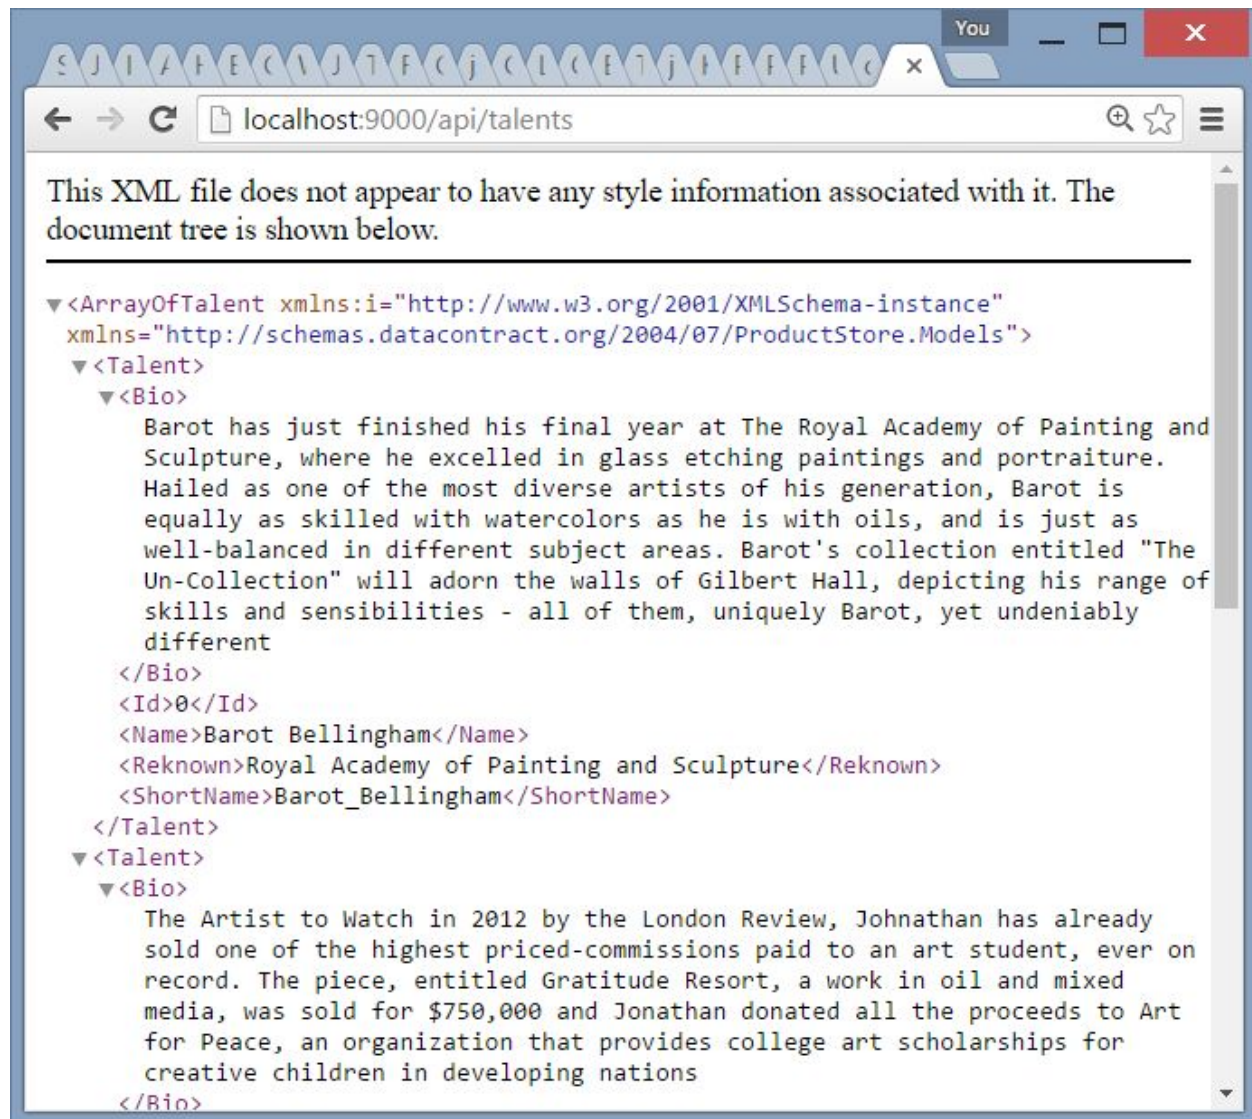 You
localhost:9000/api/talents
This XML file does not appear to have any style information associated with it. The
document tree is shown below.
<ArrayOfTalent xmlns:i="http://www.w3.org/2001/XMLSchema-instance"
xmlns="http://schemas.datacontract.org/2004/07/ProductStore.Models">
<Talent>
<Bio>
Barot has just finished his final year at The Royal Academy of Painting and
Sculpture, where he excelled in glass etching paintings and portraiture.
Hailed as one of the most diverse artists of his generation, Barot is
equally as skilled with watercolors as he is with oils, and is just as
well-balanced in different subject areas. Barot's collection entitled "The
Un-Collection" will adorn the walls of Gilbert Hall, depicting his range of
skills and sensibilities - all of them, uniquely Barot, yet undeniably
different
</Bio>
<Id>0</Id>
<Name>Barot Bellingham</Name>
<Reknown>Royal Academy of Painting and Sculpture</Reknown>
<ShortName>Barot_Bellingham</ShortName>
</Talent>
<Talent>
<Bio>
The Artist to Watch in 2012 by the London Review, Johnathan has already
sold one of the highest priced-commissions paid to an art student, ever on
record. The piece, entitled Gratitude Resort, a work in oil and mixed
media, was sold for $750,000 and Jonathan donated all the proceeds to Art
for Peace, an organization that provides college art scholarships for
creative children in developing nations
</Bio>